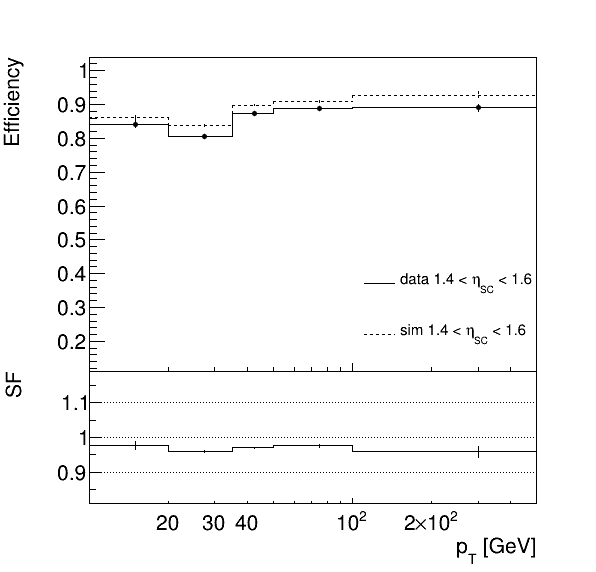 Efficiency
1
0.9
0.8
0.7
0.6
0.5
0.4
0.3
0.2
data 1.4 < η_SC < 1.6
sim 1.4 < η_SC < 1.6
SF
1.1
1
0.9
20 30 40 10² 2×10²
p_T [GeV]